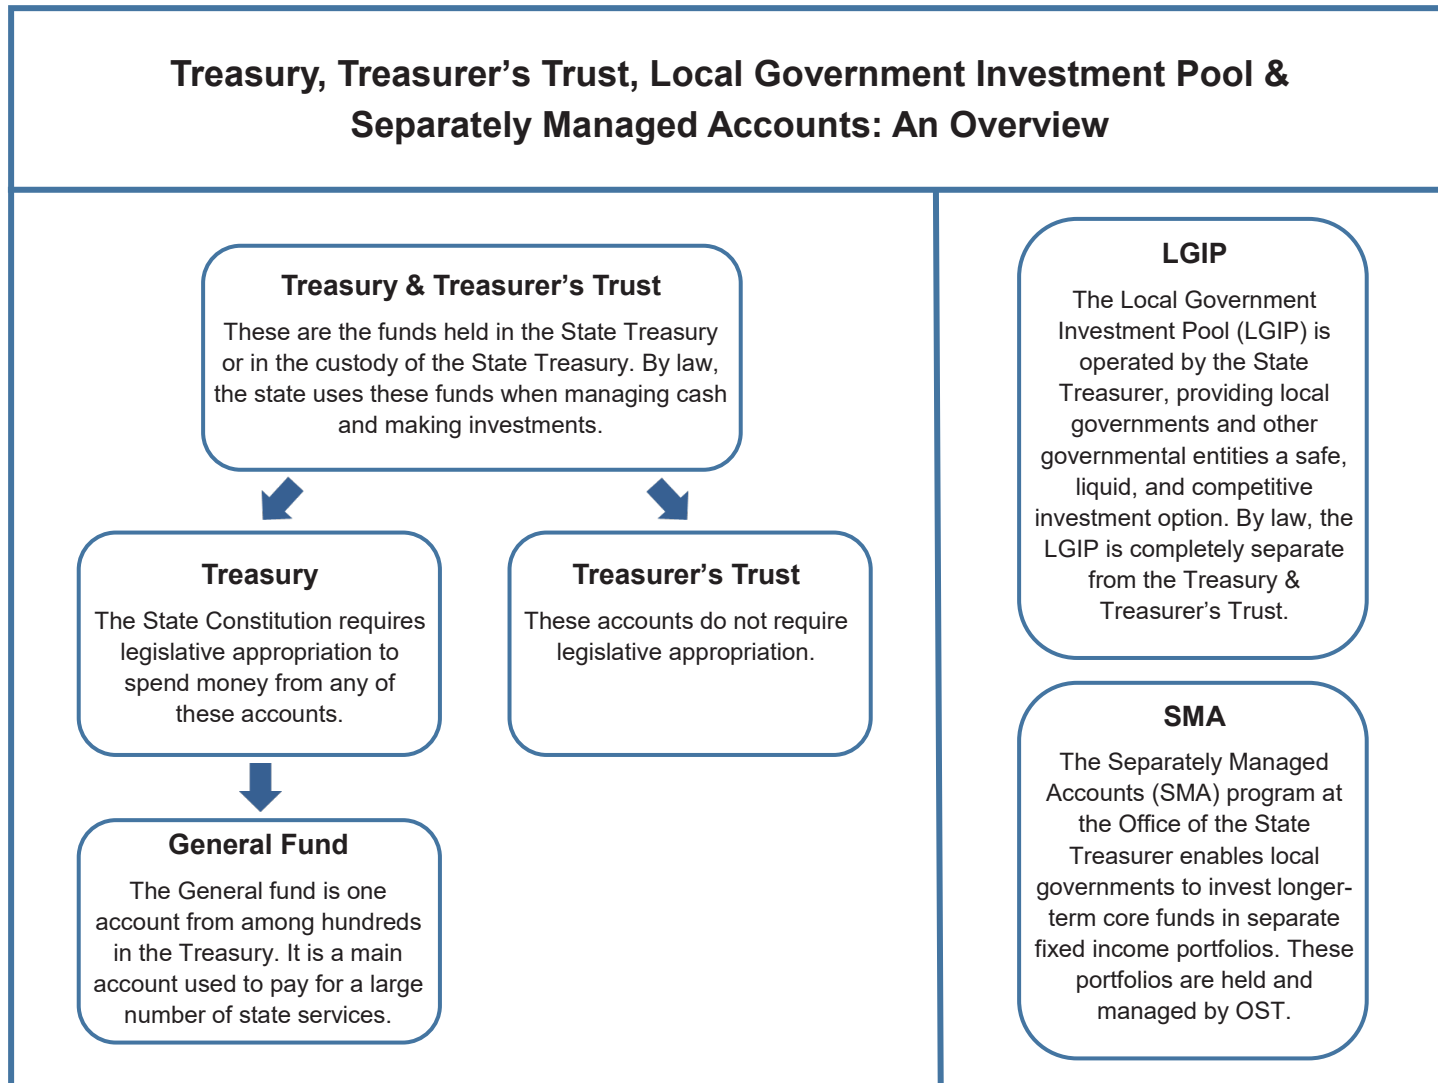 Treasury, Treasurer’s Trust, Local Government Investment Pool &
Separately Managed Accounts: An Overview
Treasury & Treasurer’s Trust
These are the funds held in the State Treasury
or in the custody of the State Treasury. By law,
the state uses these funds when managing cash
and making investments.
Treasury
The State Constitution requires
legislative appropriation to
spend money from any of
these accounts.
Treasurer’s Trust
These accounts do not require
legislative appropriation.
General Fund
The General fund is one
account from among hundreds
in the Treasury. It is a main
account used to pay for a large
number of state services.
LGIP
The Local Government
Investment Pool (LGIP) is
operated by the State
Treasurer, providing local
governments and other
governmental entities a safe,
liquid, and competitive
investment option. By law, the
LGIP is completely separate
from the Treasury &
Treasurer’s Trust.
SMA
The Separately Managed
Accounts (SMA) program at
the Office of the State
Treasurer enables local
governments to invest longer-
term core funds in separate
fixed income portfolios. These
portfolios are held and
managed by OST.